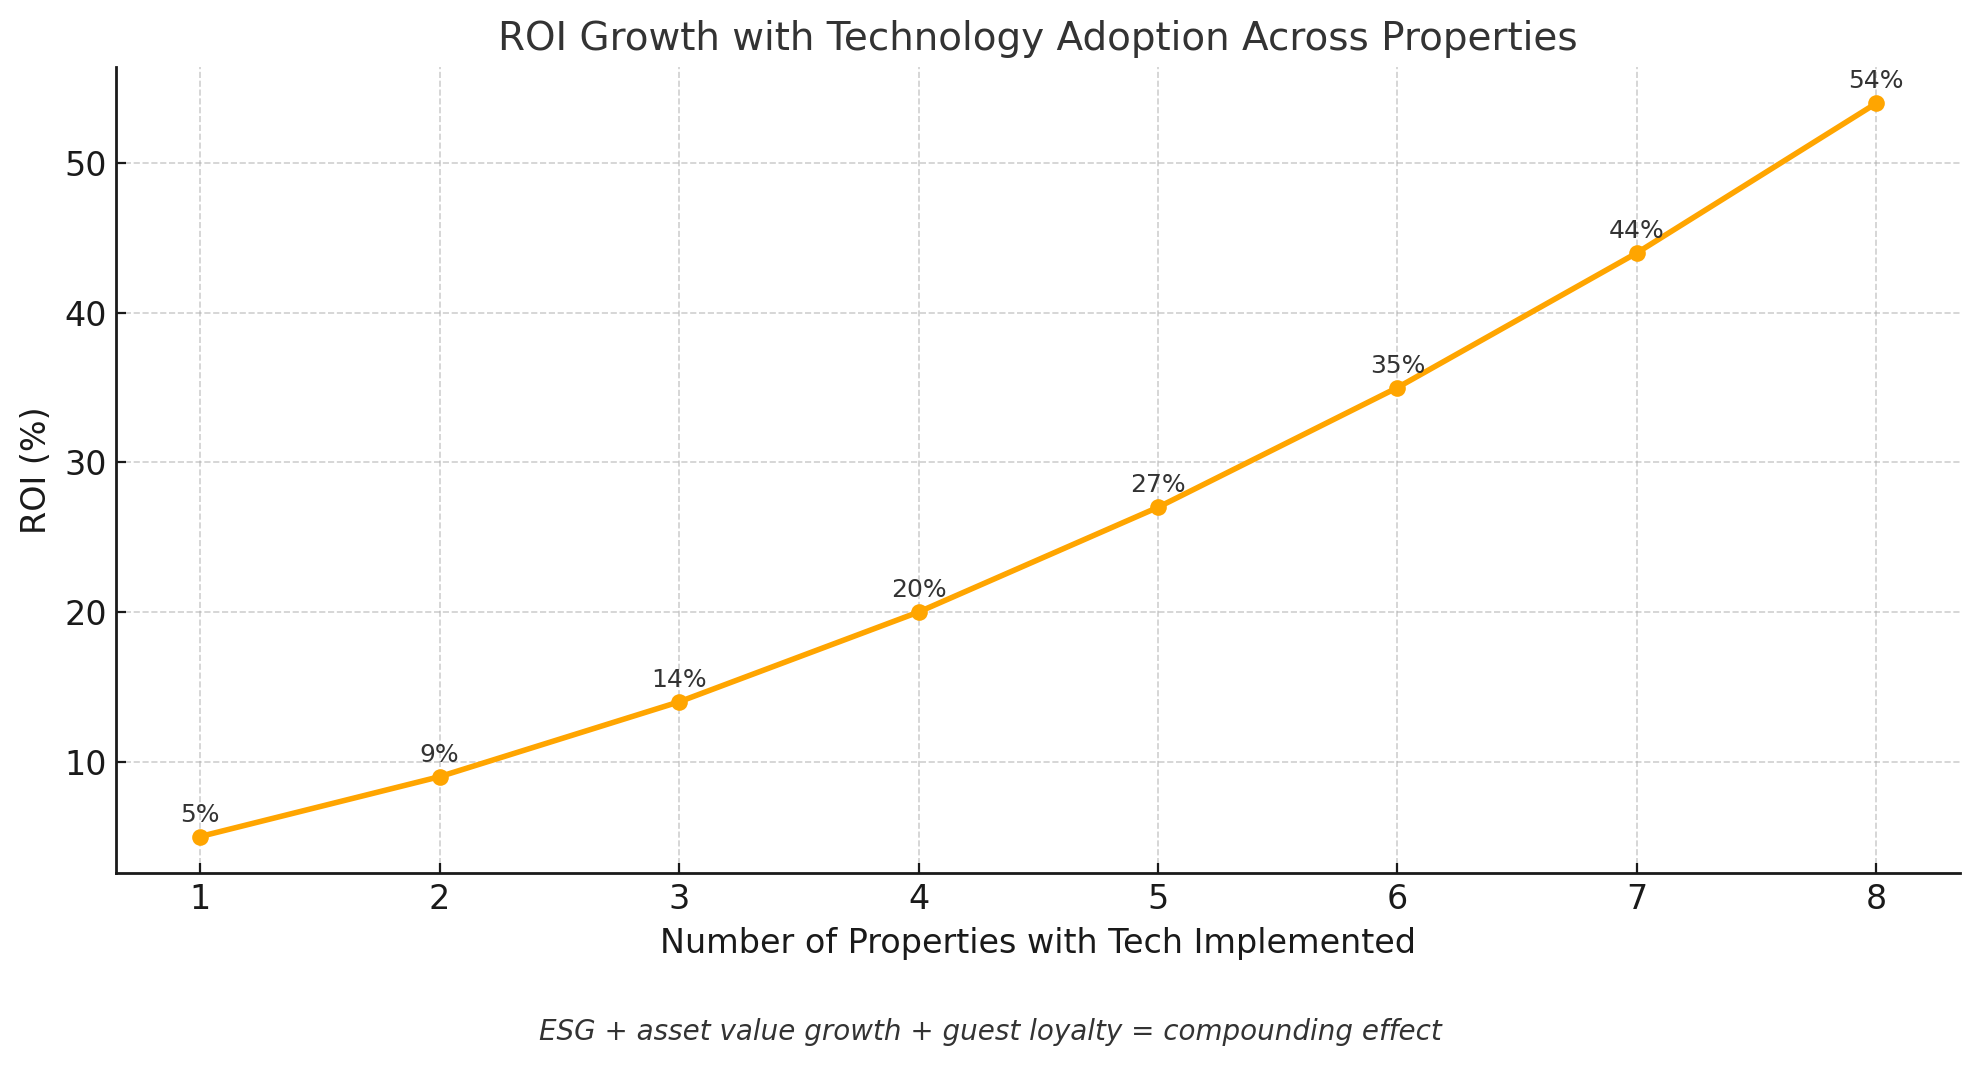 ROI Growth with Technology Adoption Across Properties
ROI (%)
50
40
30
20
10
5%
9%
14%
20%
27%
35%
44%
54%
1 2 3 4 5 6 7 8
Number of Properties with Tech Implemented
ESG + asset value growth + guest loyalty = compounding effect